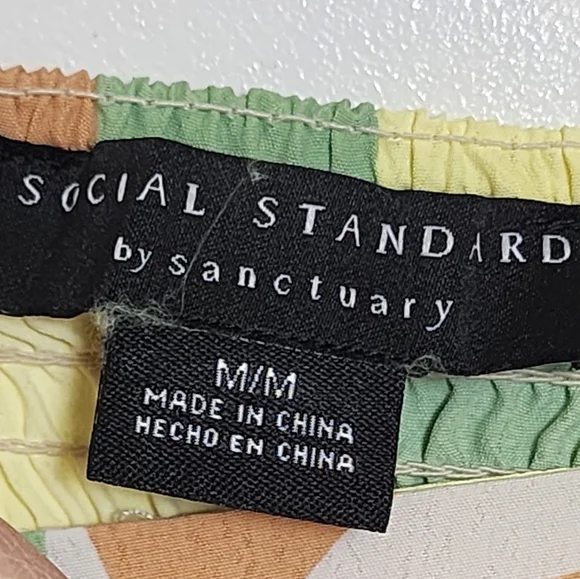 SOCIAL STANDARD
by sanctuary
M/M
MADE IN CHINA
HECHO EN CHINA